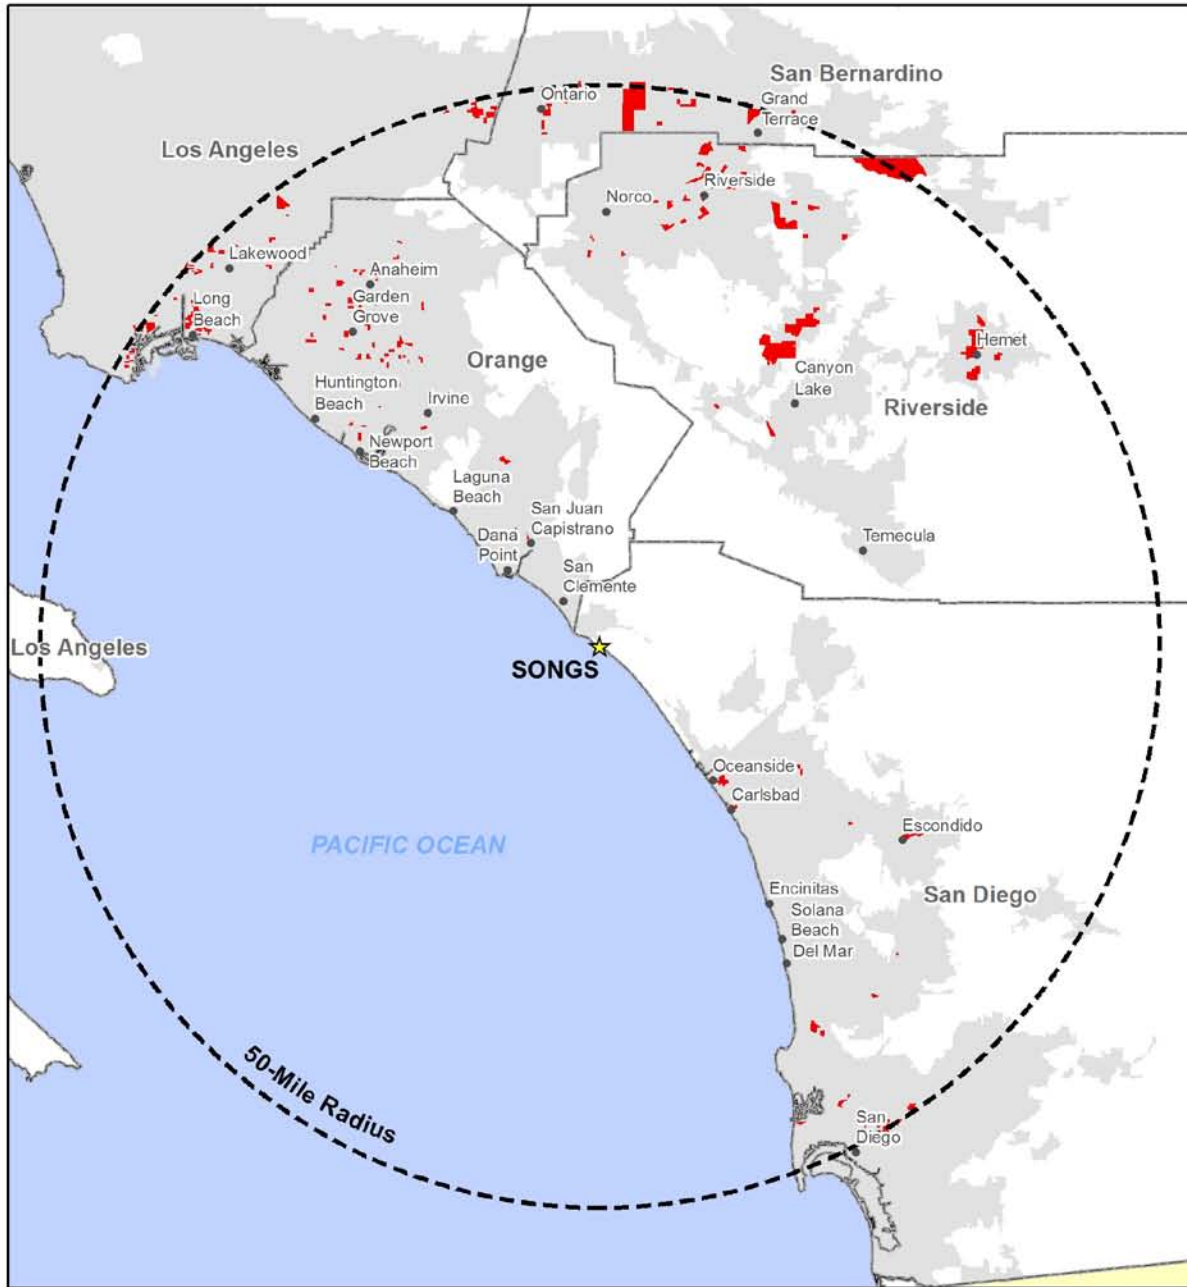 San Bernardino
Ontario
Grand
Terrace
Los Angeles
Riverside
Norco
Lakewood
Anaheim
Long
Beach
Garden
Grove
Hemet
Orange
Canyon
Lake
Huntington
Beach
Irvine
Riverside
Newport
Beach
Laguna
Beach
San Juan
Capistrano
Dana
Point
Temecula
San
Clemente
Los Angeles
SONGS
Oceanside
Carlsbad
Escondido
PACIFIC OCEAN
Encinitas
San Diego
Solana
Beach
Del Mar
50-Mile Radius
San
Diego